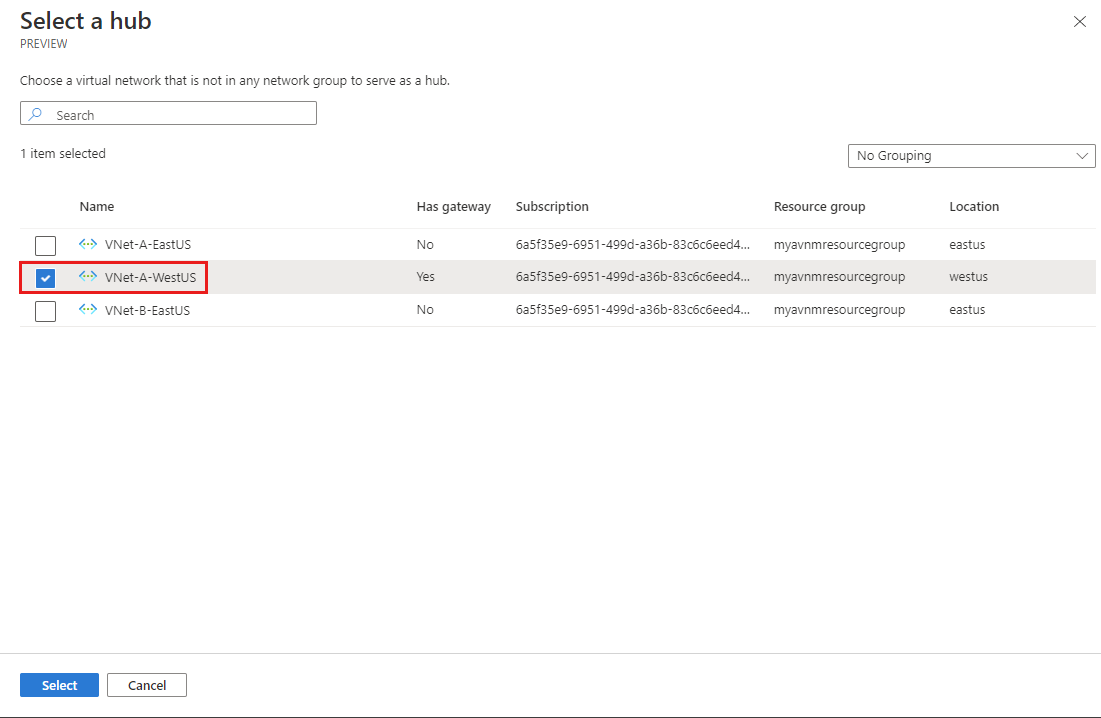 Select a hub
PREVIEW
Choose a virtual network that is not in any network group to serve as a hub.
Search
1 item selected
No Grouping
Name Has gateway Subscription Resource group Location
VNet-A-EastUS No 6a5f35e9-6951-499d-a36b-83c6c6eed4... myavnmresourcegroup eastus
VNet-A-WestUS Yes 6a5f35e9-6951-499d-a36b-83c6c6eed4... myavnmresourcegroup westus
VNet-B-EastUS No 6a5f35e9-6951-499d-a36b-83c6c6eed4... myavnmresourcegroup eastus
Select Cancel